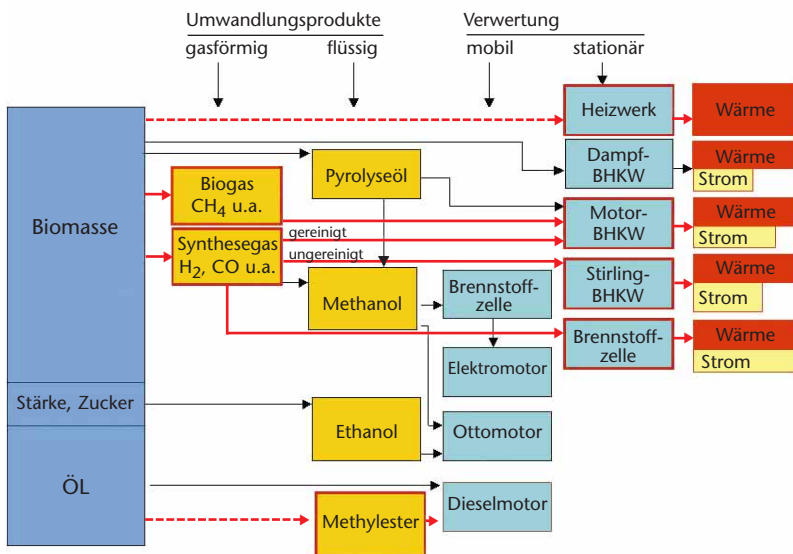 Umwandlungsprodukte
Verwertung
gasförmig
flüssig
mobil
stationär
Heizwerk
Wärme
Dampf-
BHKW
Wärme
Strom
Pyrolyseöl
Biogas
CH4 u.a.
Motor-
BHKW
Wärme
Strom
Biomasse
gereinigt
Synthesegas
H2, CO u.a.
ungereinigt
Stirling-
BHKW
Wärme
Strom
Methanol
Brennstoff-
zelle
Brennstoff-
zelle
Wärme
Strom
Elektromotor
Stärke, Zucker
Ethanol
Ottomotor
ÖL
Dieselmotor
Methylester